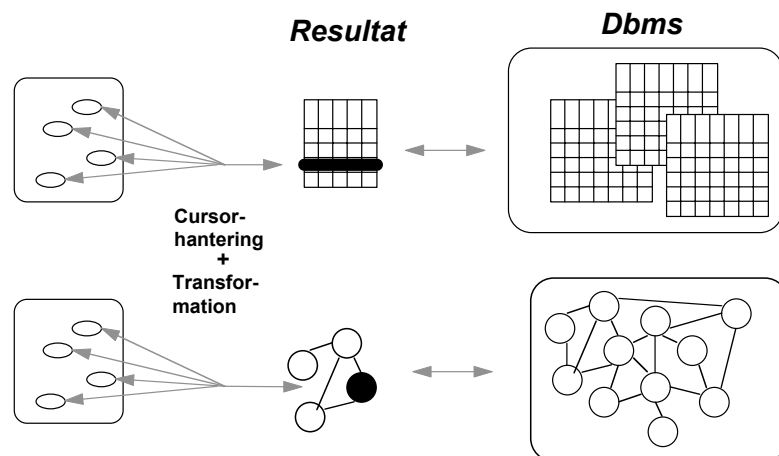 Resultat
Dbms
Cursor-
hantering
+
Transfor-
mation